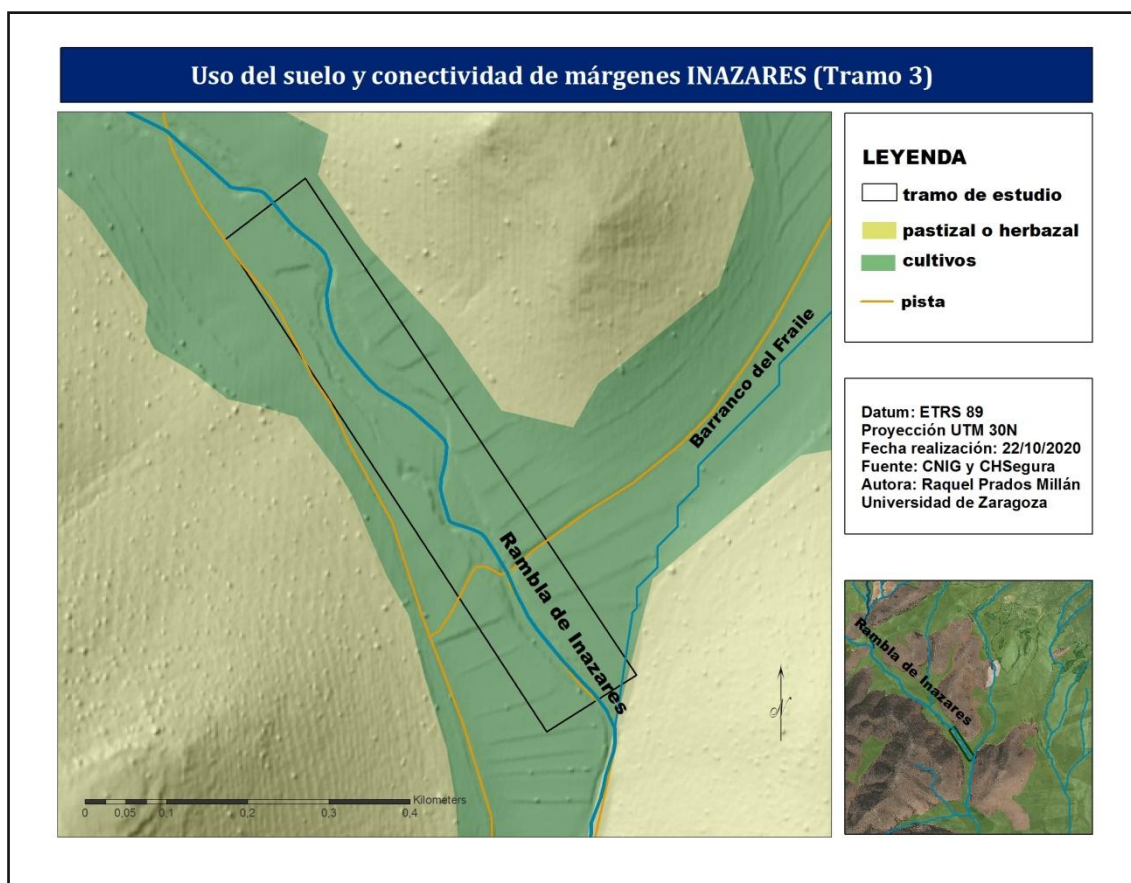 Uso del suelo y conectividad de márgenes INAZARES (Tramo 3)
Barranco del Fraile
Rambla de Inazares
N
Kilometers
0 0,05 0,1 0,2 0,3 0,4
LEYENDA
tramo de estudio
pastizal o herbazal
cultivos
pista
Datum: ETRS 89
Proyección UTM 30N
Fecha realización: 22/10/2020
Fuente: CNIG y CHSegura
Autora: Raquel Prados Millán
Universidad de Zaragoza
Rambla de Inazares